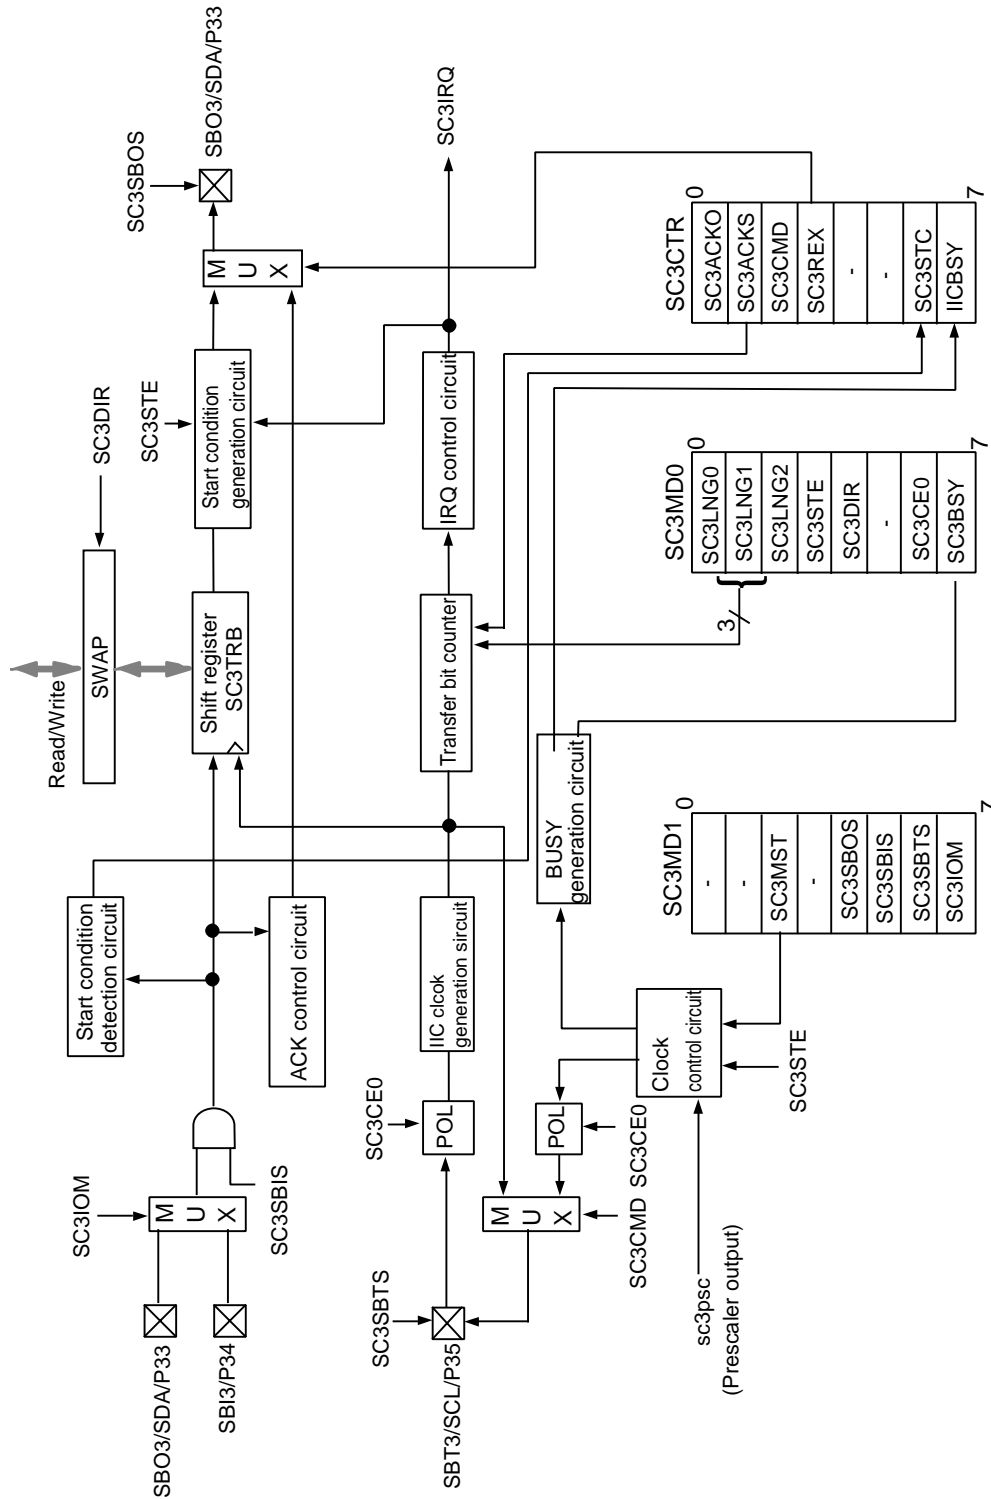 SBO3/SDA/P33
SBI3/P34
SC3IOM
M
U
X
SC3SBIS
Start condition
detection circuit
ACK control circuit
Read/Write
SWAP
SC3DIR
Shift register
SC3TRB
SC3STE
Start condition
generation circuit
M
U
X
SC3SBOS
SBO3/SDA/P33
SBT3/SCL/P35
SC3SBTS
SC3CE0
POL
IIC clcok
generation sircuit
Transfer bit counter
IRQ control circuit
SC3IRQ
M
U
X
SC3CMD
POL
SC3CE0
BUSY
generation circuit
sc3psc
(Prescaler output)
Clock
control circuit
SC3STE
SC3MD1
0
-
-
SC3MST
-
SC3SBOS
SC3SBIS
SC3SBTS
SC3IOM
7
3
SC3MD0
0
SC3LNG0
SC3LNG1
SC3LNG2
SC3STE
SC3DIR
-
SC3CE0
SC3BSY
7
SC3CTR
0
SC3ACKO
SC3ACKS
SC3CMD
SC3REX
-
-
SC3STC
IICBSY
7